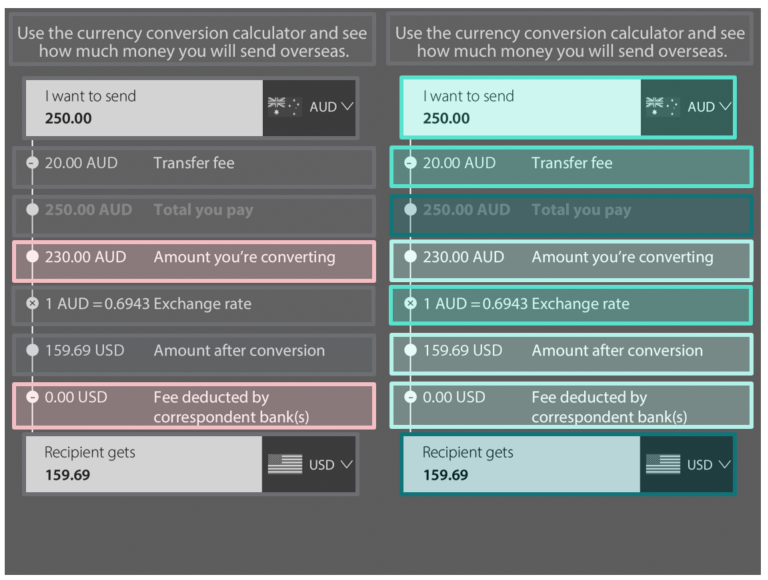 Use the currency conversion calculator and see
how much money you will send overseas.
I want to send
250.00
AUD
20.00 AUD Transfer fee
250.00 AUD Total you pay
230.00 AUD Amount you're converting
1 AUD = 0.6943 Exchange rate
159.69 USD Amount after conversion
0.00 USD Fee deducted by
correspondent bank(s)
Recipient gets
159.69
USD
Use the currency conversion calculator and see
how much money you will send overseas.
I want to send
250.00
AUD
20.00 AUD Transfer fee
250.00 AUD Total you pay
230.00 AUD Amount you're converting
1 AUD = 0.6943 Exchange rate
159.69 USD Amount after conversion
0.00 USD Fee deducted by
correspondent bank(s)
Recipient gets
159.69
USD